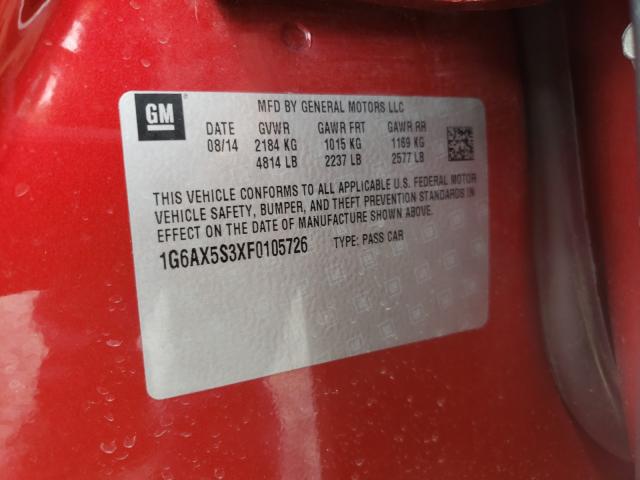 GM
MFD BY GENERAL MOTORS LLC
DATE GVWR GAWR FRT GAWR RR
08/14 2184 KG 1015 KG 1169 KG
4814 LB 2237 LB 2577 LB
THIS VEHICLE CONFORMS TO ALL APPLICABLE U.S. FEDERAL MOTOR
VEHICLE SAFETY, BUMPER, AND THEFT PREVENTION STANDARDS IN
EFFECT ON THE DATE OF MANUFACTURE SHOWN ABOVE.
1G6AX5S3XF0105726 TYPE: PASS CAR